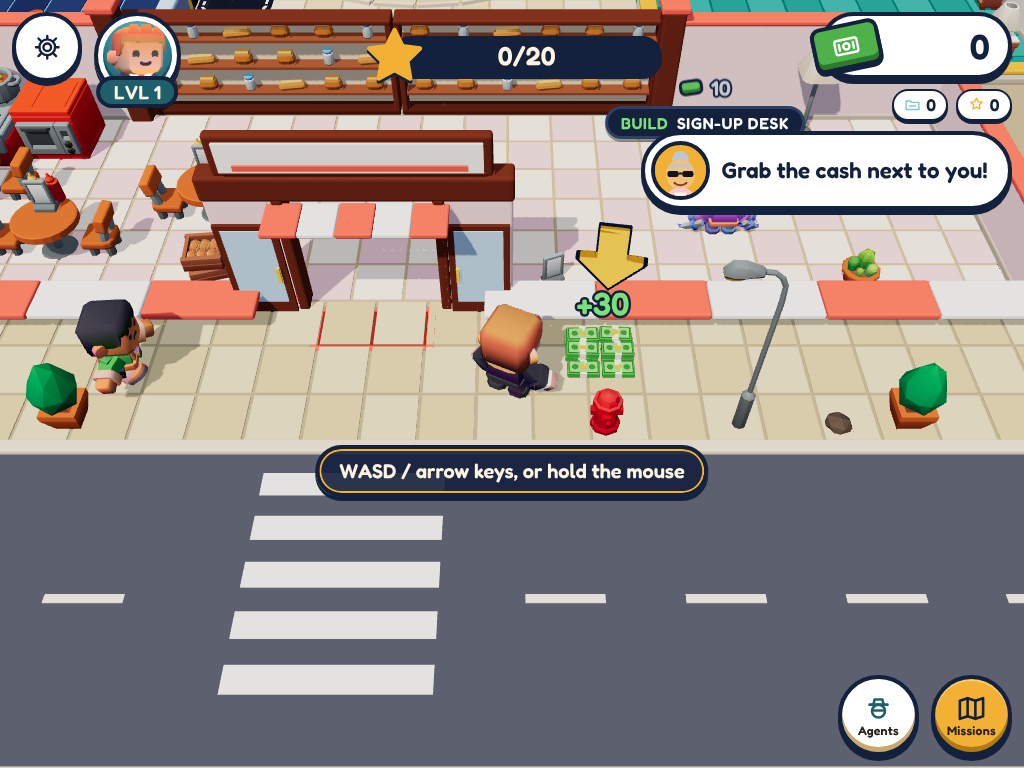 0/20
0
LVL 1
10
0
0
BUILD SIGN-UP DESK
Grab the cash next to you!
+30
WASD / arrow keys, or hold the mouse
Agents
Missions